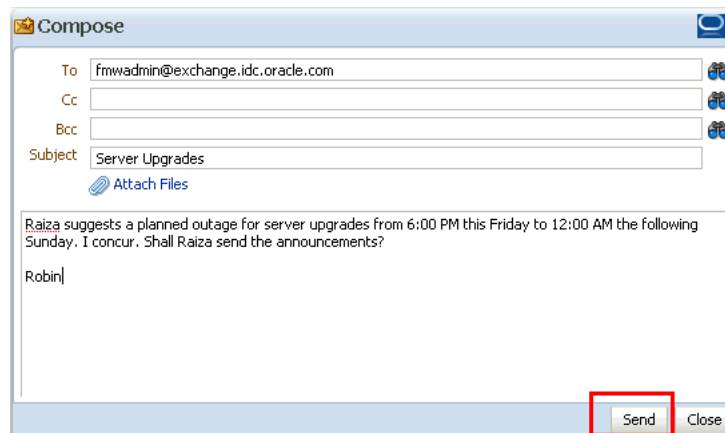 Compose
To fmwadmin@exchange.idc.oracle.com
Cc
Bcc
Subject Server Upgrades
Attach Files
Raiza suggests a planned outage for server upgrades from 6:00 PM this Friday to 12:00 AM the following
Sunday. I concur. Shall Raiza send the announcements?
Robin
Send Close